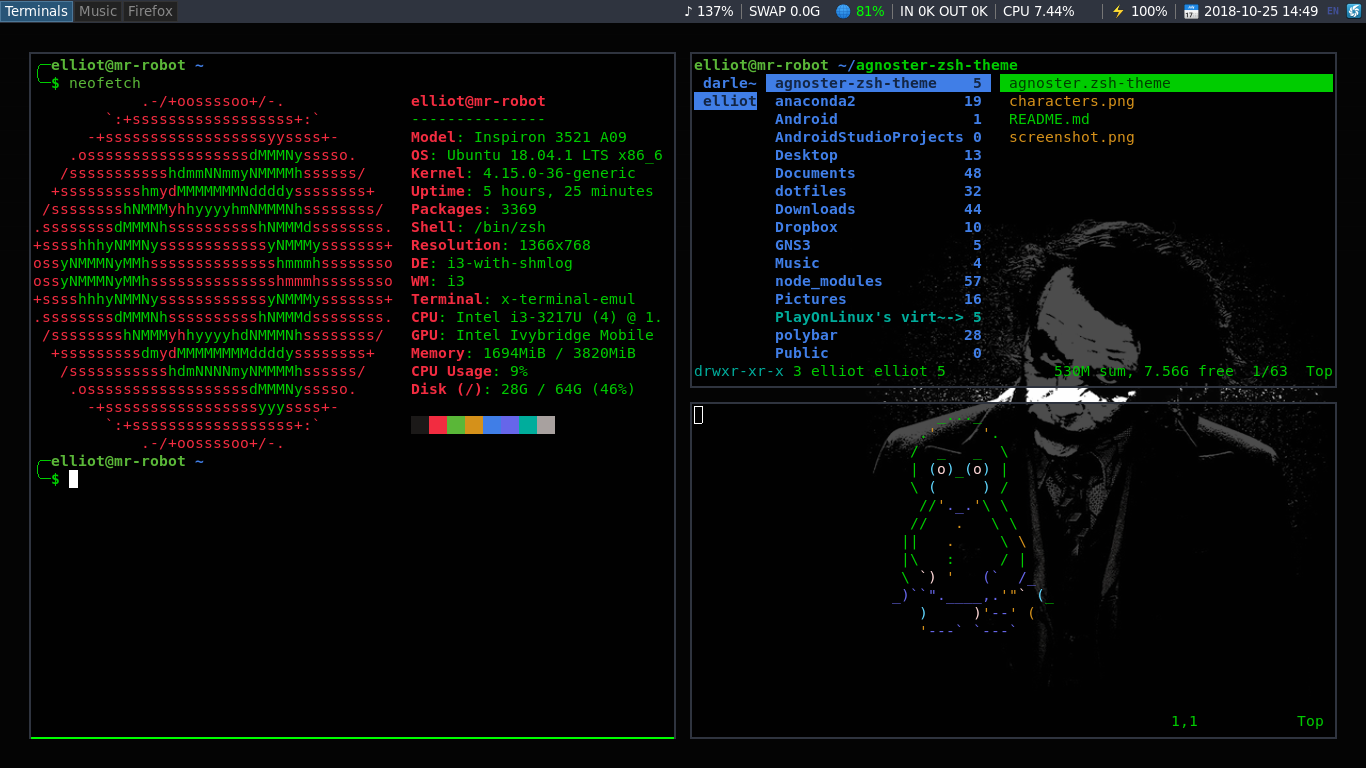 Terminals Music Firefox ♪ 137% SWAP 0.0G 81% IN 0K OUT 0K CPU 7.44% ⚡ 100% 2018-10-25 14:49 EN
elliot@mr-robot ~
$ neofetch
.-/+oossssoo+/-.
`:+ssssssssssssssssss+:`
-+ssssssssssssssssssyyssss+-
.ossssssssssssssssssdMMMNysssso.
/ssssssssssshdmmNNmmyNMMMMhssssss/
+ssssssssshmydMMMMMMMNddddyssssssss+
/sssssssshNMMMyhhyyyyhmNMMMNhssssssss/
.ssssssssdMMMNhsssssssssshNMMMdssssssss.
+sssshhhyNMMNyssssssssssssyNMMMysssssss+
ossyNMMMNyMMhsssssssssssssshmmmhssssssso
ossyNMMMNyMMhsssssssssssssshmmmhssssssso
+sssshhhyNMMNyssssssssssssyNMMMysssssss+
.ssssssssdMMMNhsssssssssshNMMMdssssssss.
/sssssssshNMMMyhhyyyyhdNMMMNhssssssss/
+sssssssssdmydMMMMMMMMddddyssssssss+
/ssssssssssshdmNNNNmyNMMMMhssssss/
.ossssssssssssssssssdMMMNysssso.
-+sssssssssssssssssyyyssss+-
`:+ssssssssssssssssss+:`
.-/+oossssoo+/-.
elliot@mr-robot
---------------
Model: Inspiron 3521 A09
OS: Ubuntu 18.04.1 LTS x86_6
Kernel: 4.15.0-36-generic
Uptime: 5 hours, 25 minutes
Packages: 3369
Shell: /bin/zsh
Resolution: 1366x768
DE: i3-with-shmlog
WM: i3
Terminal: x-terminal-emul
CPU: Intel i3-3217U (4) @ 1.
GPU: Intel Ivybridge Mobile
Memory: 1694MiB / 3820MiB
CPU Usage: 9%
Disk (/): 28G / 64G (46%)
elliot@mr-robot ~
$
elliot@mr-robot ~/agnoster-zsh-theme
darle~ agnoster-zsh-theme 5 agnoster.zsh-theme
elliot anaconda2 19 characters.png
Android 1 README.md
AndroidStudioProjects 0 screenshot.png
Desktop 13
Documents 48
dotfiles 32
Downloads 44
Dropbox 10
GNS3 5
Music 4
node_modules 57
Pictures 16
PlayOnLinux's virt~--> 5
polybar 28
Public 0
drwxr-xr-x 3 elliot elliot 5 530M sum, 7.56G free 1/63 Top
1,1 Top